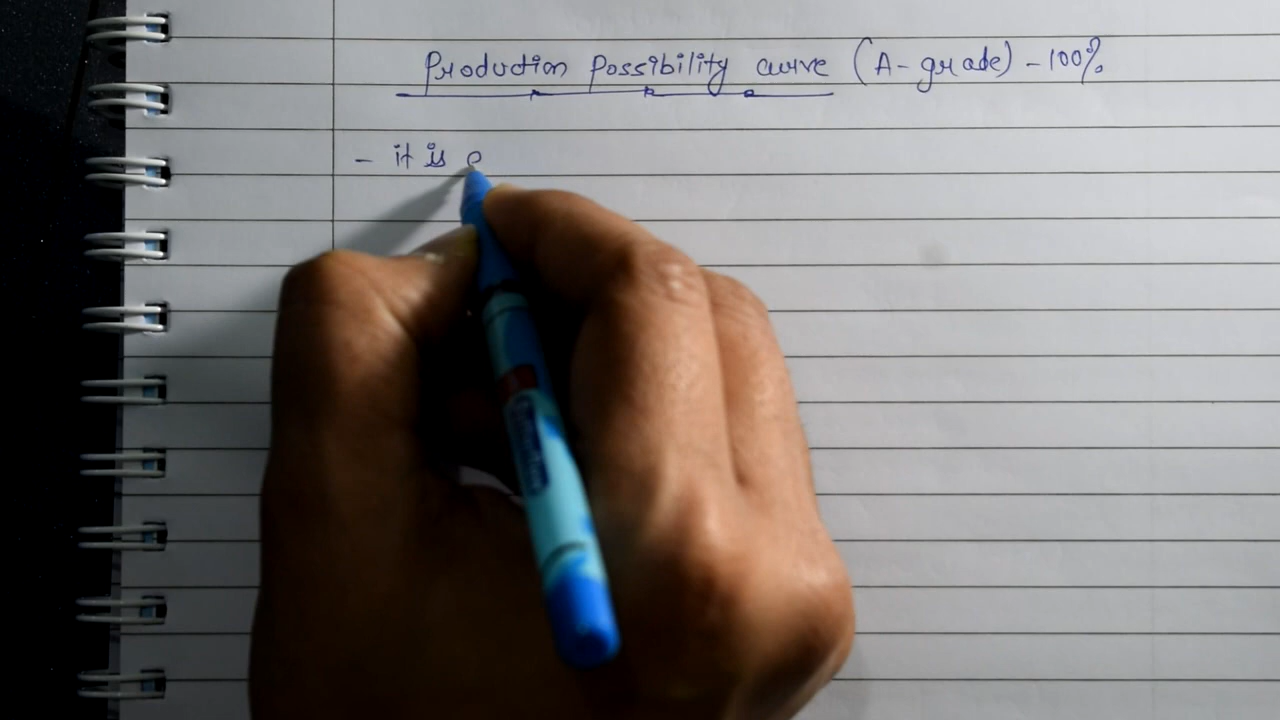 Production Possibility curve (A-grade) - 100%
- it is